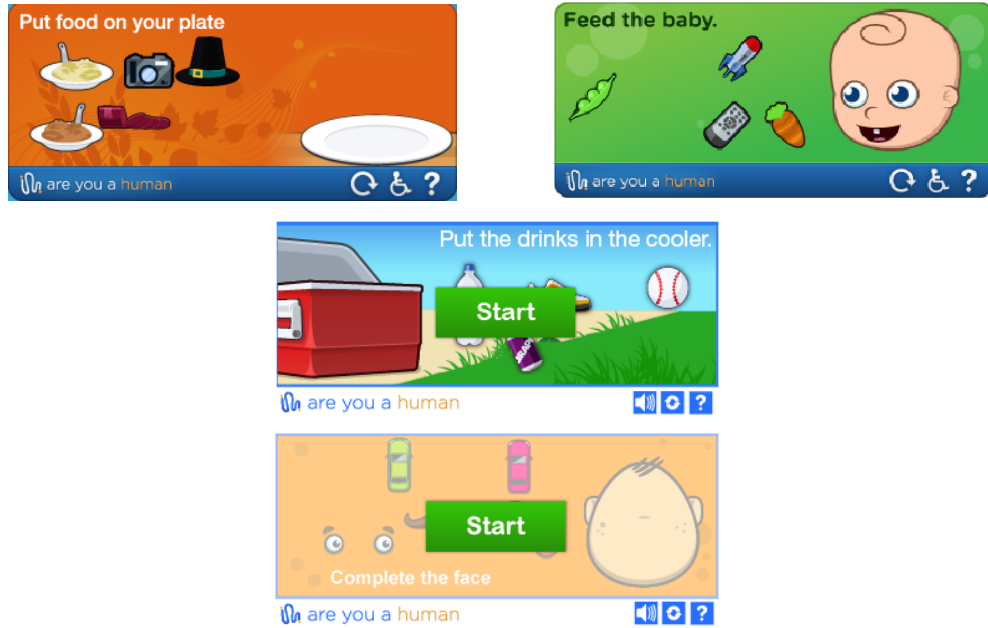 Put food on your plate
are you a human
?
Feed the baby.
are you a human
?
Put the drinks in the cooler.
Start
are you a human
?
Start
Complete the face
are you a human
?